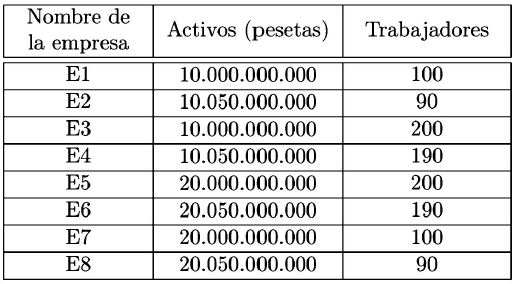 Nombre de la empresa Activos (pesetas) Trabajadores
E1 10.000.000.000 100
E2 10.050.000.000 90
E3 10.000.000.000 200
E4 10.050.000.000 190
E5 20.000.000.000 200
E6 20.050.000.000 190
E7 20.000.000.000 100
E8 20.050.000.000 90